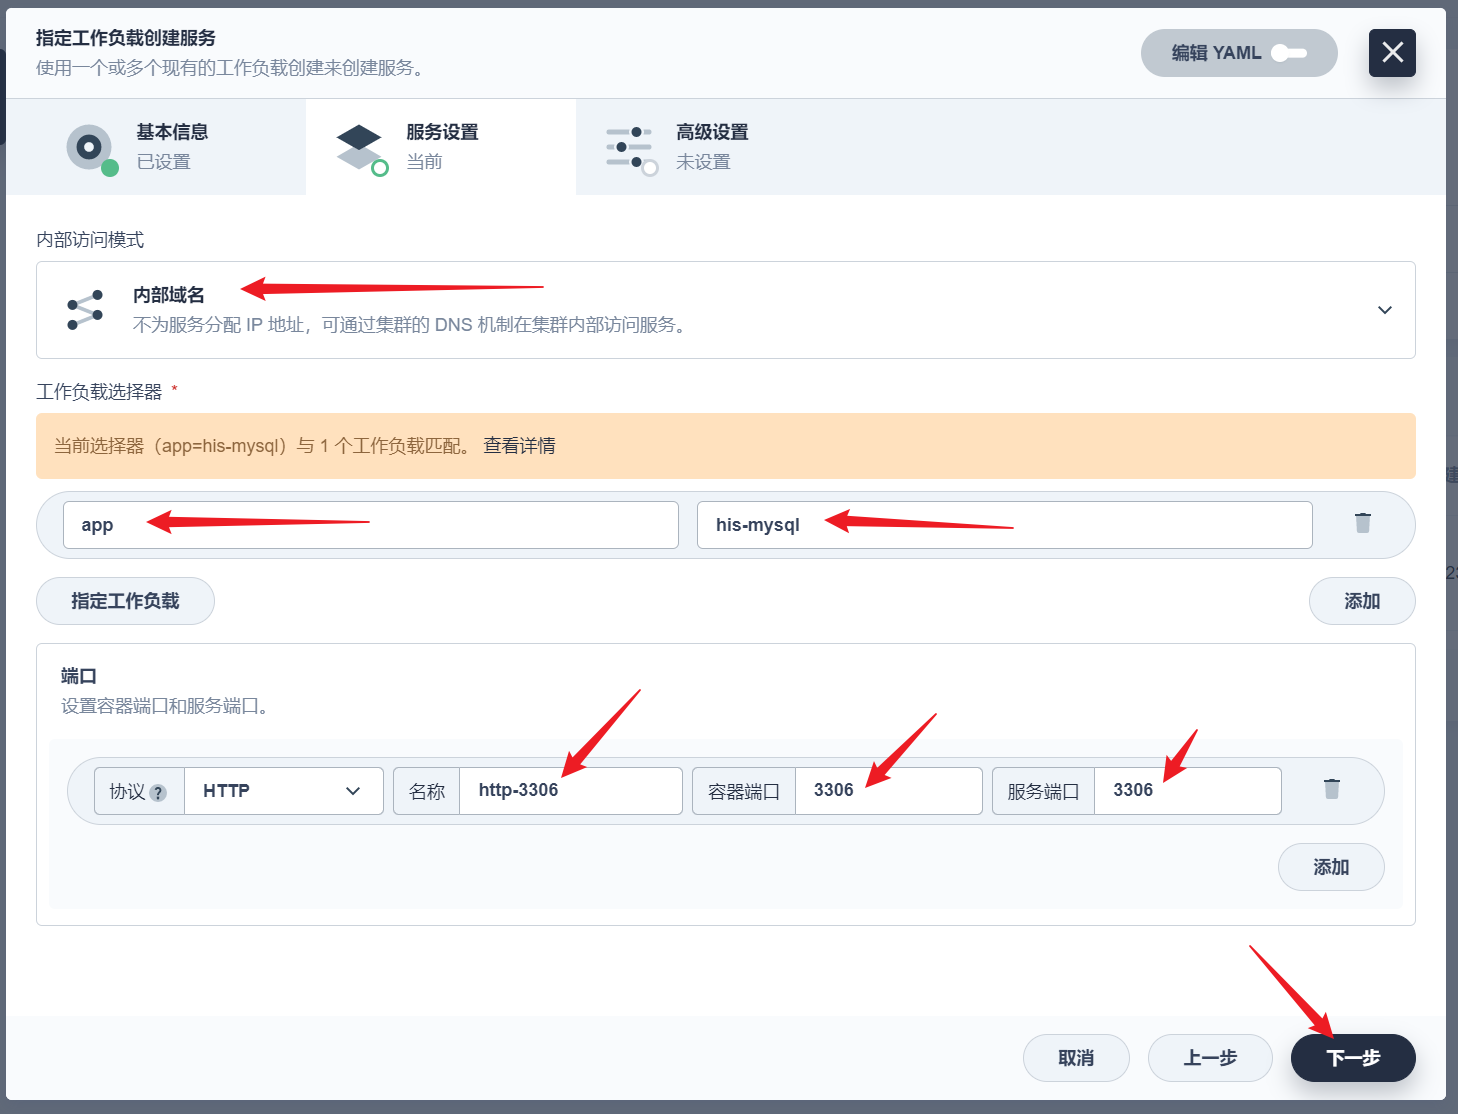 指定工作负载创建服务
使用一个或多个现有的工作负载创建来创建服务。
编辑 YAML
基本信息
已设置
服务设置
当前
高级设置
未设置
内部访问模式
内部域名
不为服务分配 IP 地址，可通过集群的 DNS 机制在集群内部访问服务。
工作负载选择器 *
当前选择器（app=his-mysql）与 1 个工作负载匹配。 查看详情
app
his-mysql
指定工作负载
添加
端口
设置容器端口和服务端口。
协议 ? HTTP 名称 http-3306 容器端口 3306 服务端口 3306
添加
取消 上一步 下一步